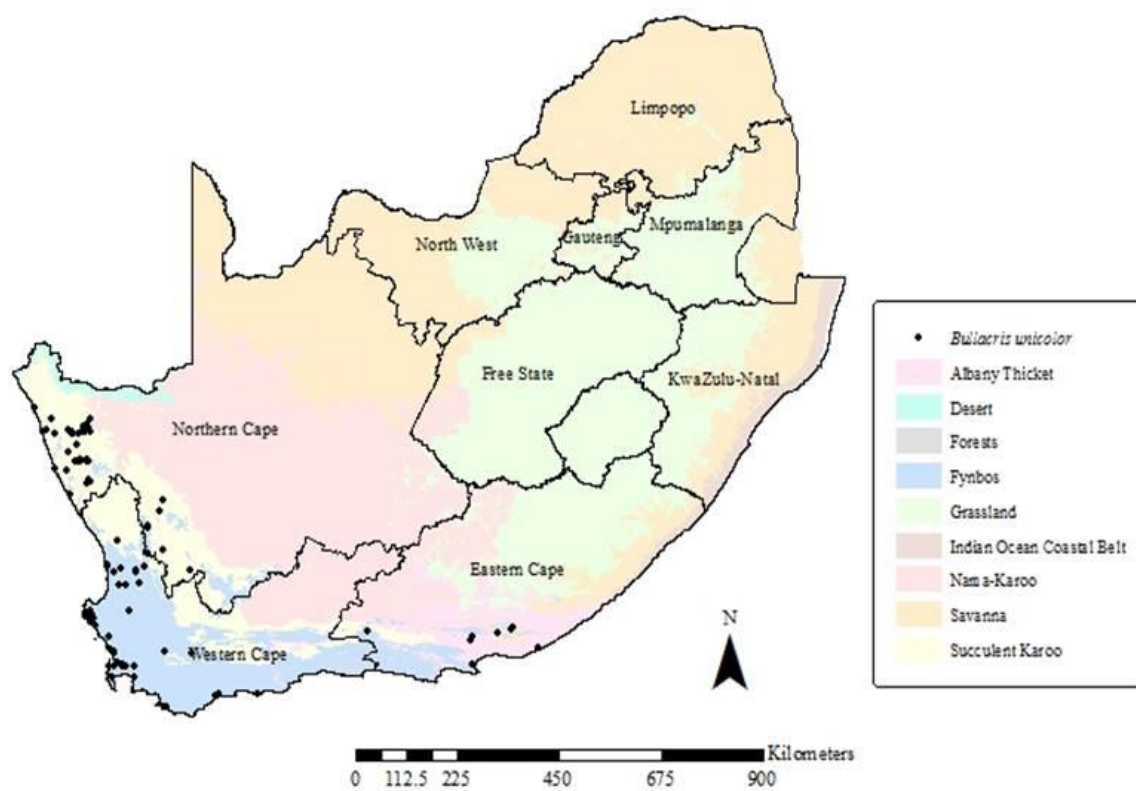 Limpopo
North West
Gauteng
Mpumalanga
Free State
KwaZulu-Natal
Northern Cape
Eastern Cape
Western Cape
Bullacris unicolor
Albany Thicket
Desert
Forests
Fynbos
Grassland
Indian Ocean Coastal Belt
Nama-Karoo
Savanna
Succulent Karoo
N
Kilometers
0 112.5 225 450 675 900